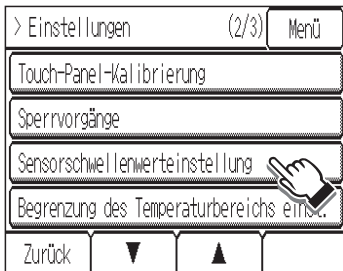 > Einstellungen (2/3) Menü
Touch-Panel-Kalibrierung
Sperrvorgänge
Sensorschwellenwerteinstellung
Begrenzung des Temperaturbereichs einst.
Zurück ▼ ▲